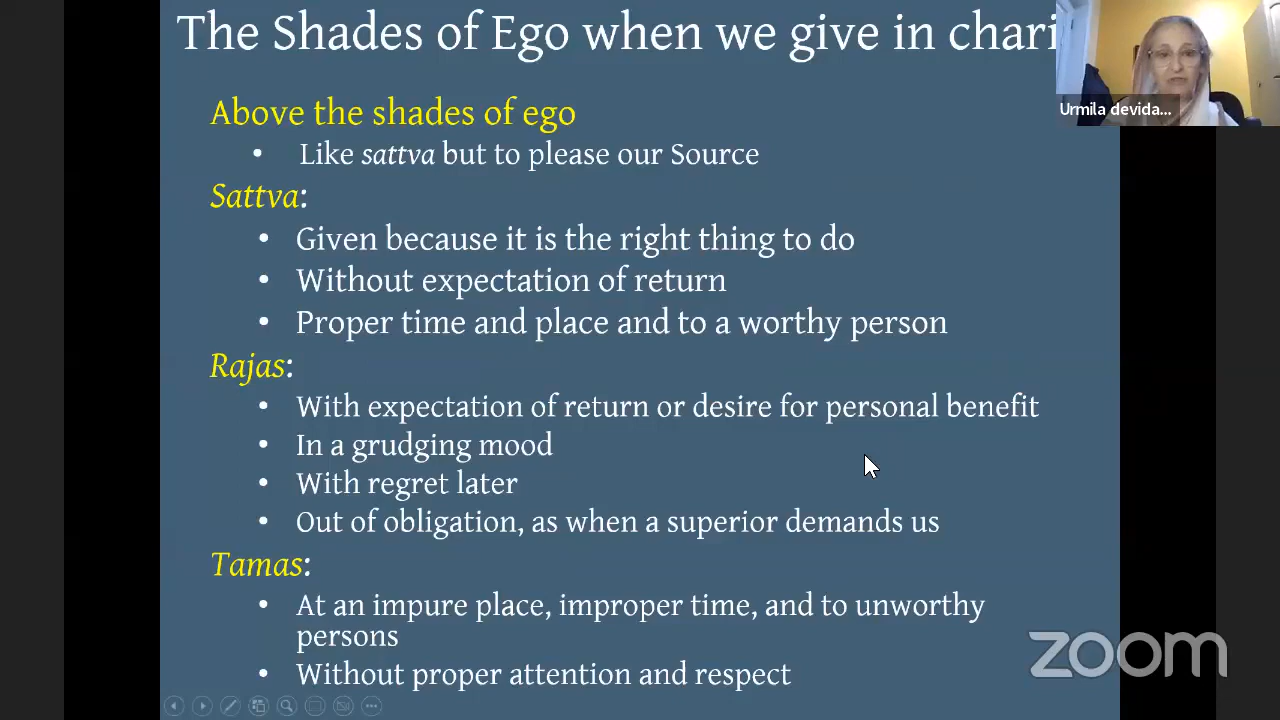 The Shades of Ego when we give in chari
Urmila devida...
Above the shades of ego
• Like sattva but to please our Source
Sattva:
• Given because it is the right thing to do
• Without expectation of return
• Proper time and place and to a worthy person
Rajas:
• With expectation of return or desire for personal benefit
• In a grudging mood
• With regret later
• Out of obligation, as when a superior demands us
Tamas:
• At an impure place, improper time, and to unworthy
persons
• Without proper attention and respect
zoom